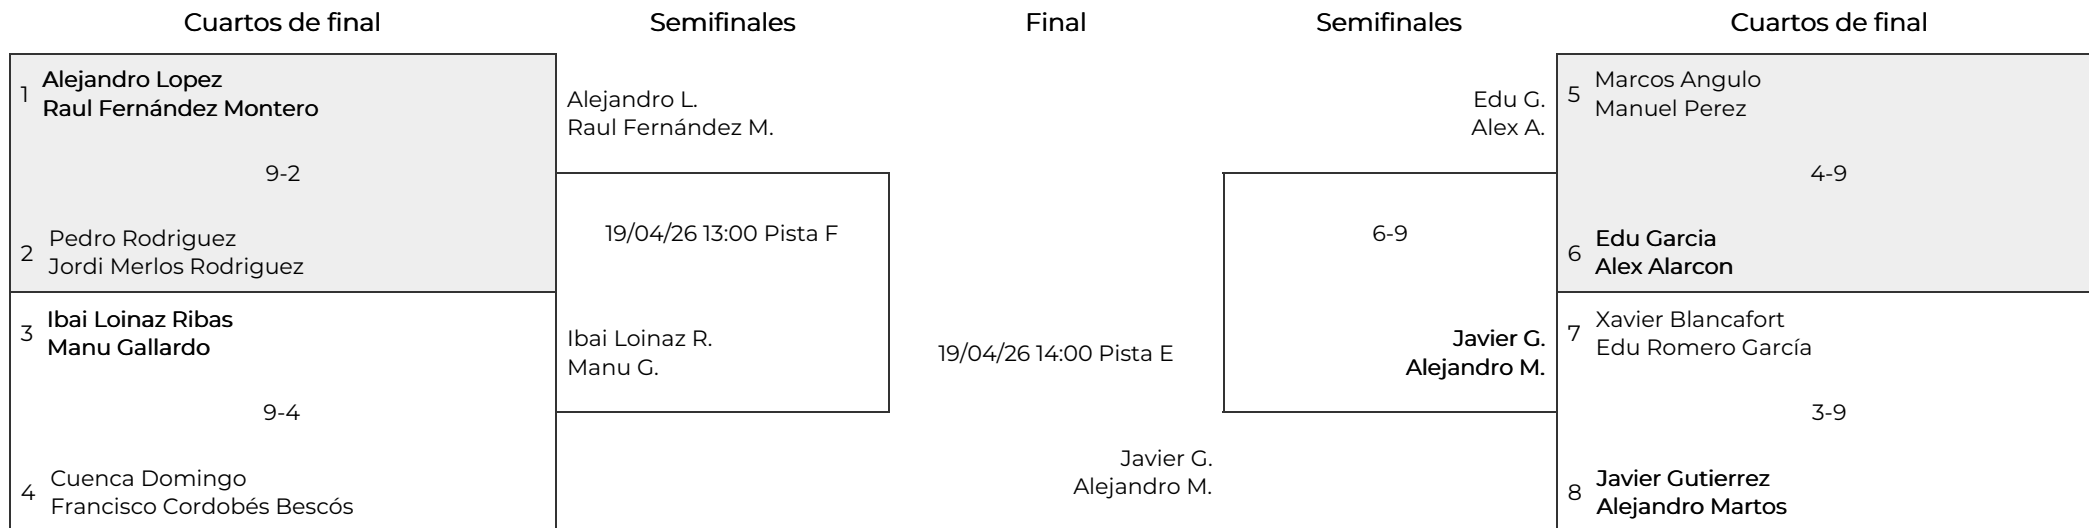 Cuartos de final
Semifinales
Final
Semifinales
Cuartos de final
1
Alejandro Lopez
Raul Fernández Montero
9-2
2
Pedro Rodriguez
Jordi Merlos Rodriguez
3
Ibai Loinaz Ribas
Manu Gallardo
9-4
4
Cuenca Domingo
Francisco Cordobés Bescós
Alejandro L.
Raul Fernández M.
19/04/26 13:00 Pista F
Ibai Loinaz R.
Manu G.
19/04/26 14:00 Pista E
Javier G.
Alejandro M.
Edu G.
Alex A.
6-9
Javier G.
Alejandro M.
5
Marcos Angulo
Manuel Perez
4-9
6
Edu Garcia
Alex Alarcon
7
Xavier Blancafort
Edu Romero García
3-9
8
Javier Gutierrez
Alejandro Martos